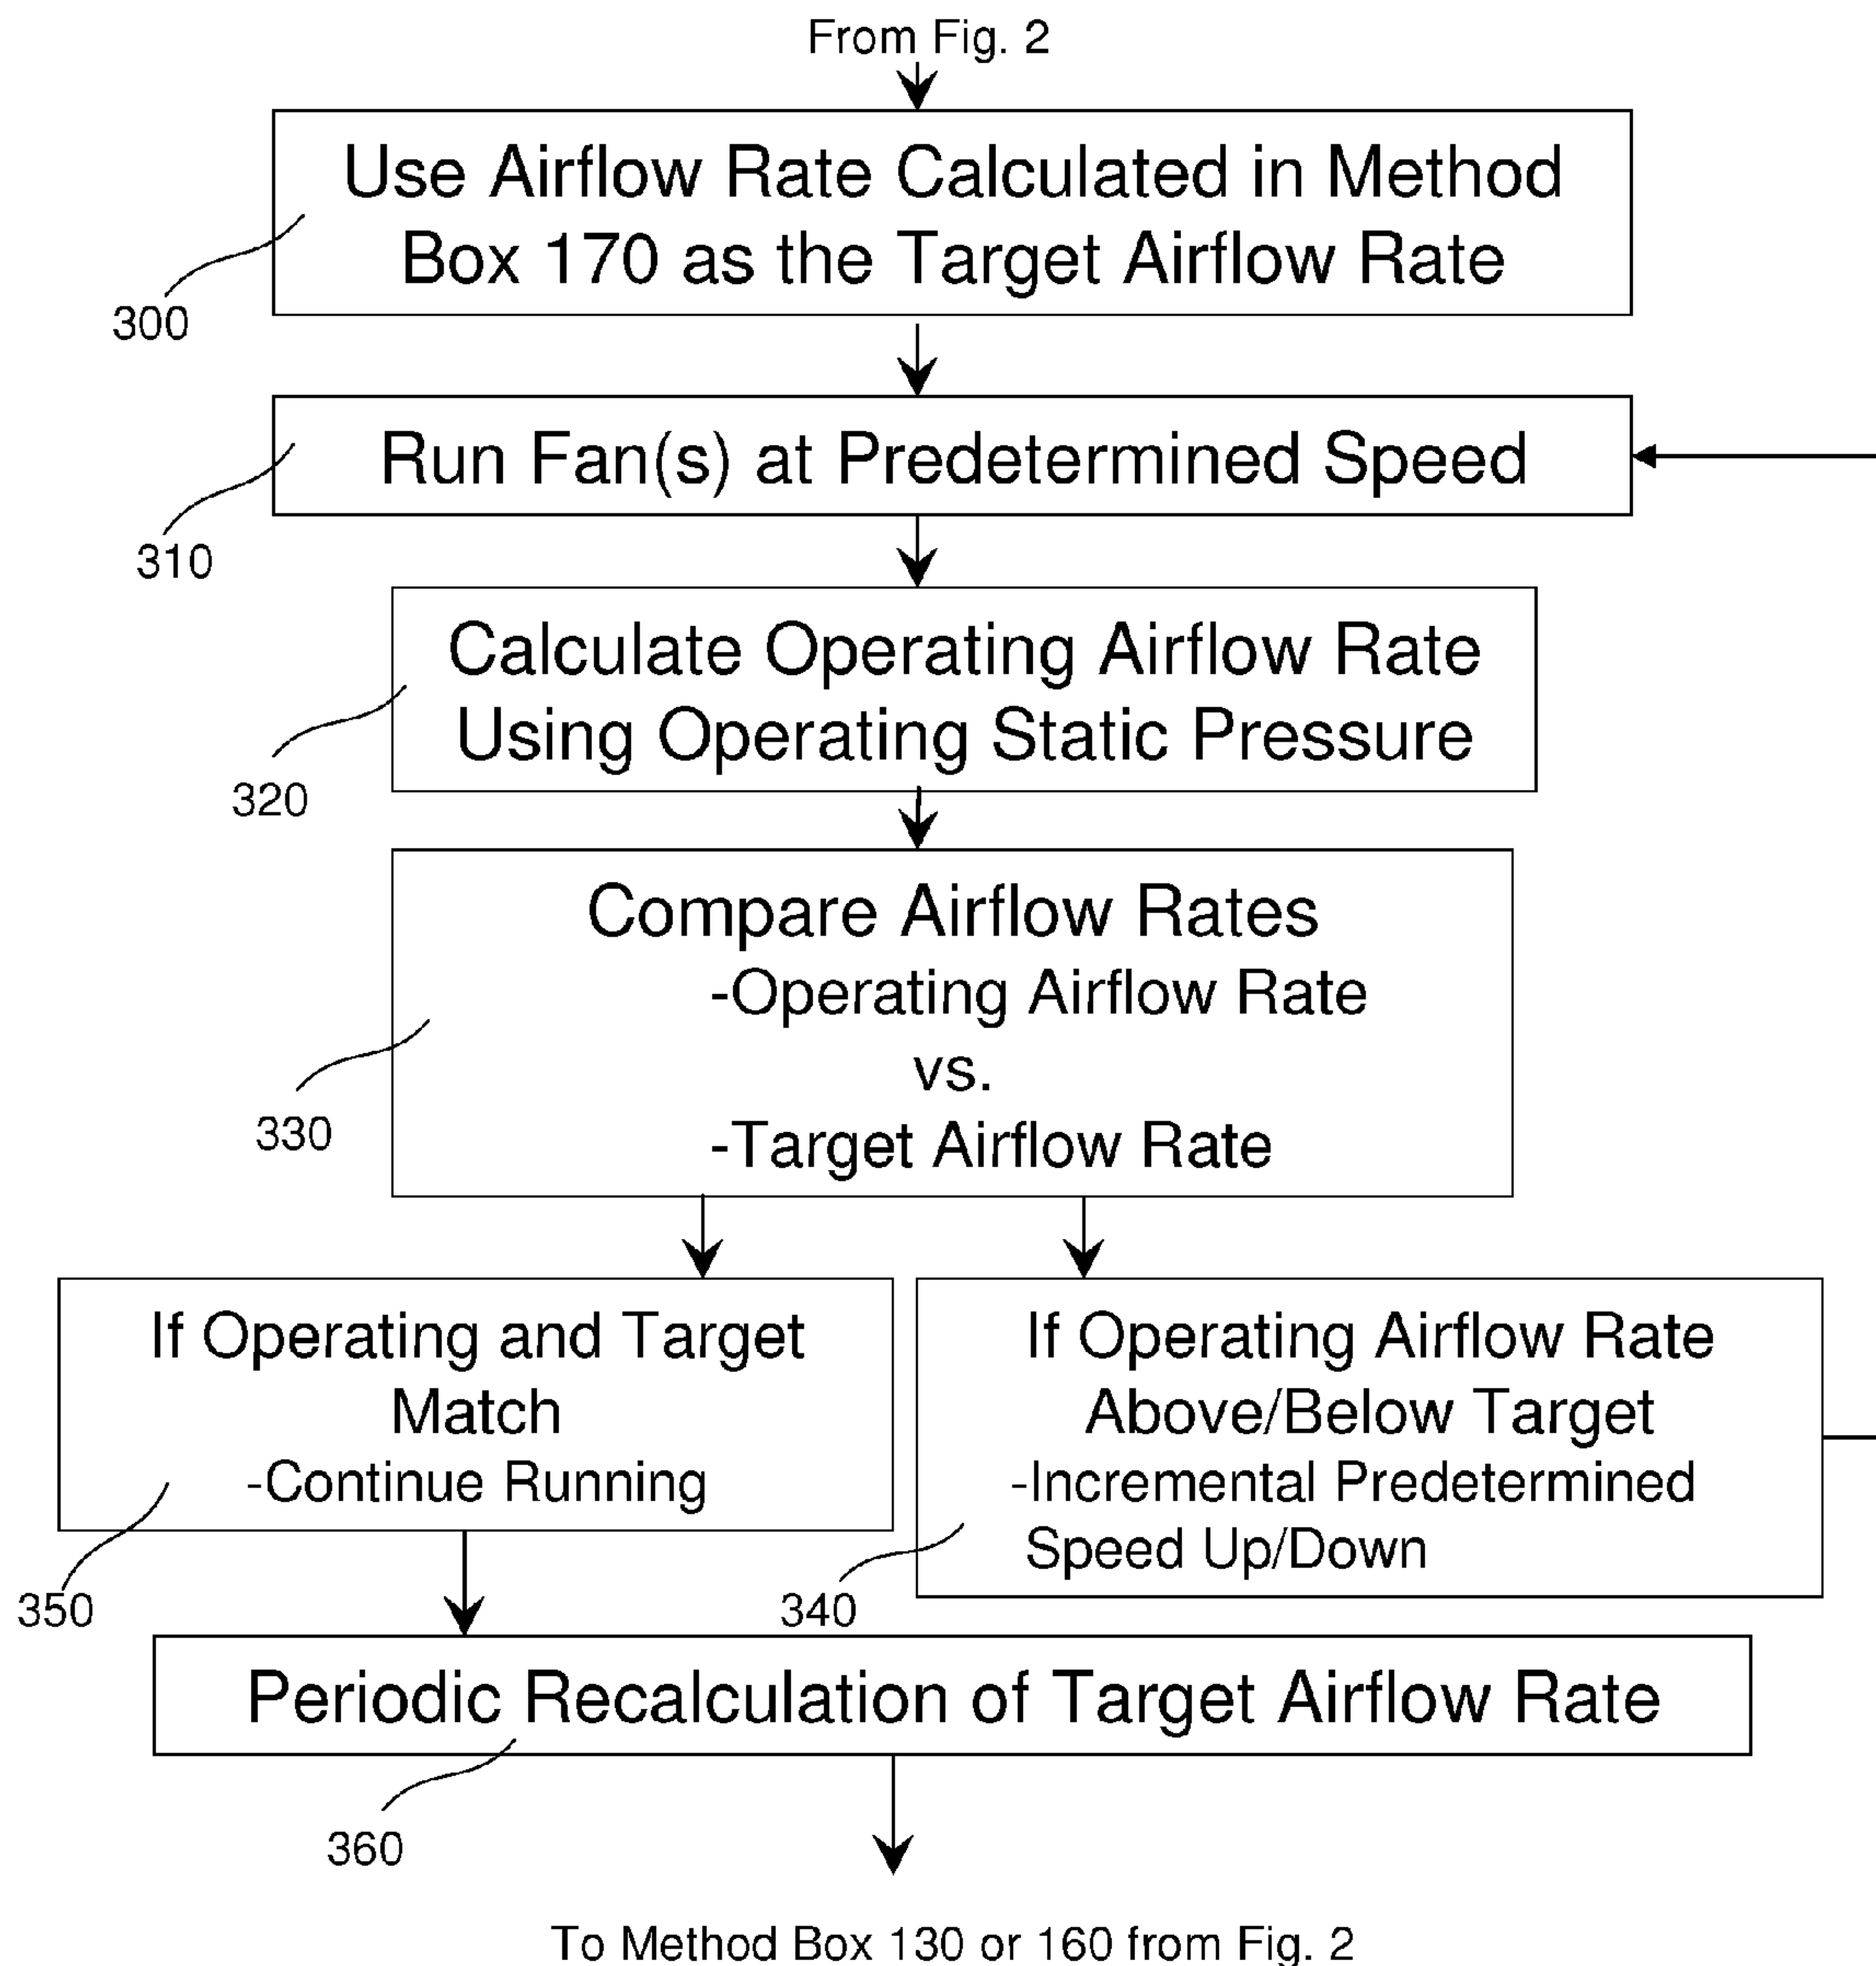 From Fig. 2
Use Airflow Rate Calculated in Method
Box 170 as the Target Airflow Rate
300
Run Fan(s) at Predetermined Speed
310
Calculate Operating Airflow Rate
Using Operating Static Pressure
320
Compare Airflow Rates
-Operating Airflow Rate
vs.
-Target Airflow Rate
330
If Operating and Target
Match
-Continue Running
350
If Operating Airflow Rate
Above/Below Target
-Incremental Predetermined
Speed Up/Down
340
Periodic Recalculation of Target Airflow Rate
360
To Method Box 130 or 160 from Fig. 2